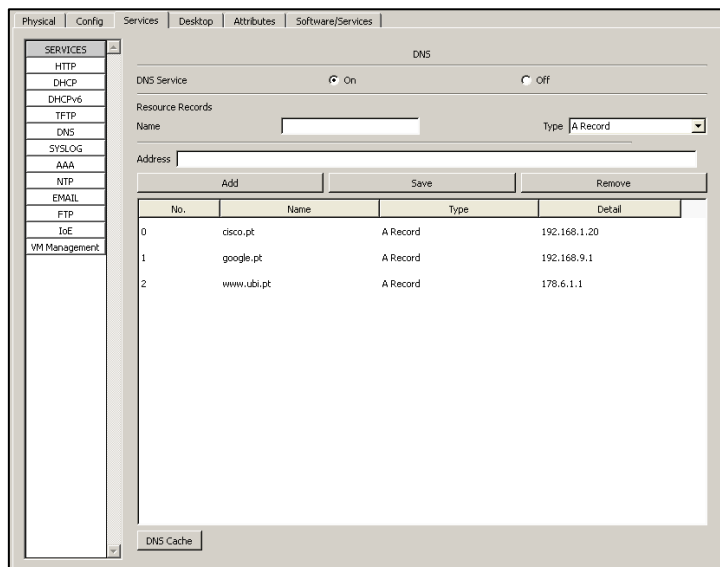 Physical Config Services Desktop Attributes Software/Services
SERVICES
HTTP
DHCP
DHCPv6
TFTP
DNS
SYSLOG
AAA
NTP
EMAIL
FTP
IoE
VM Management
DNS
DNS Service On Off
Resource Records
Name Type A Record
Address
Add Save Remove
No. Name Type Detail
0 cisco.pt A Record 192.168.1.20
1 google.pt A Record 192.168.9.1
2 www.ubi.pt A Record 178.6.1.1
DNS Cache